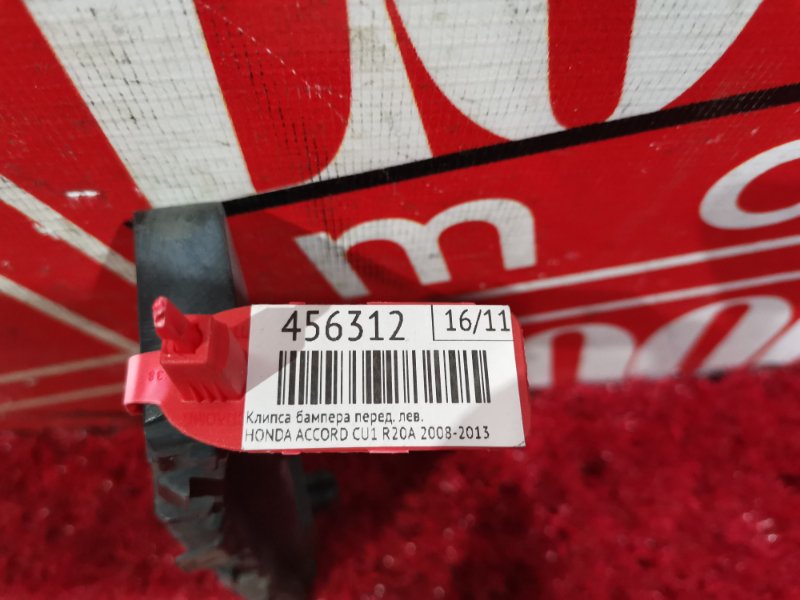 m
456312 16/11
Клипса бампера перед. лев.
HONDA ACCORD CU1 R20A 2008-2013